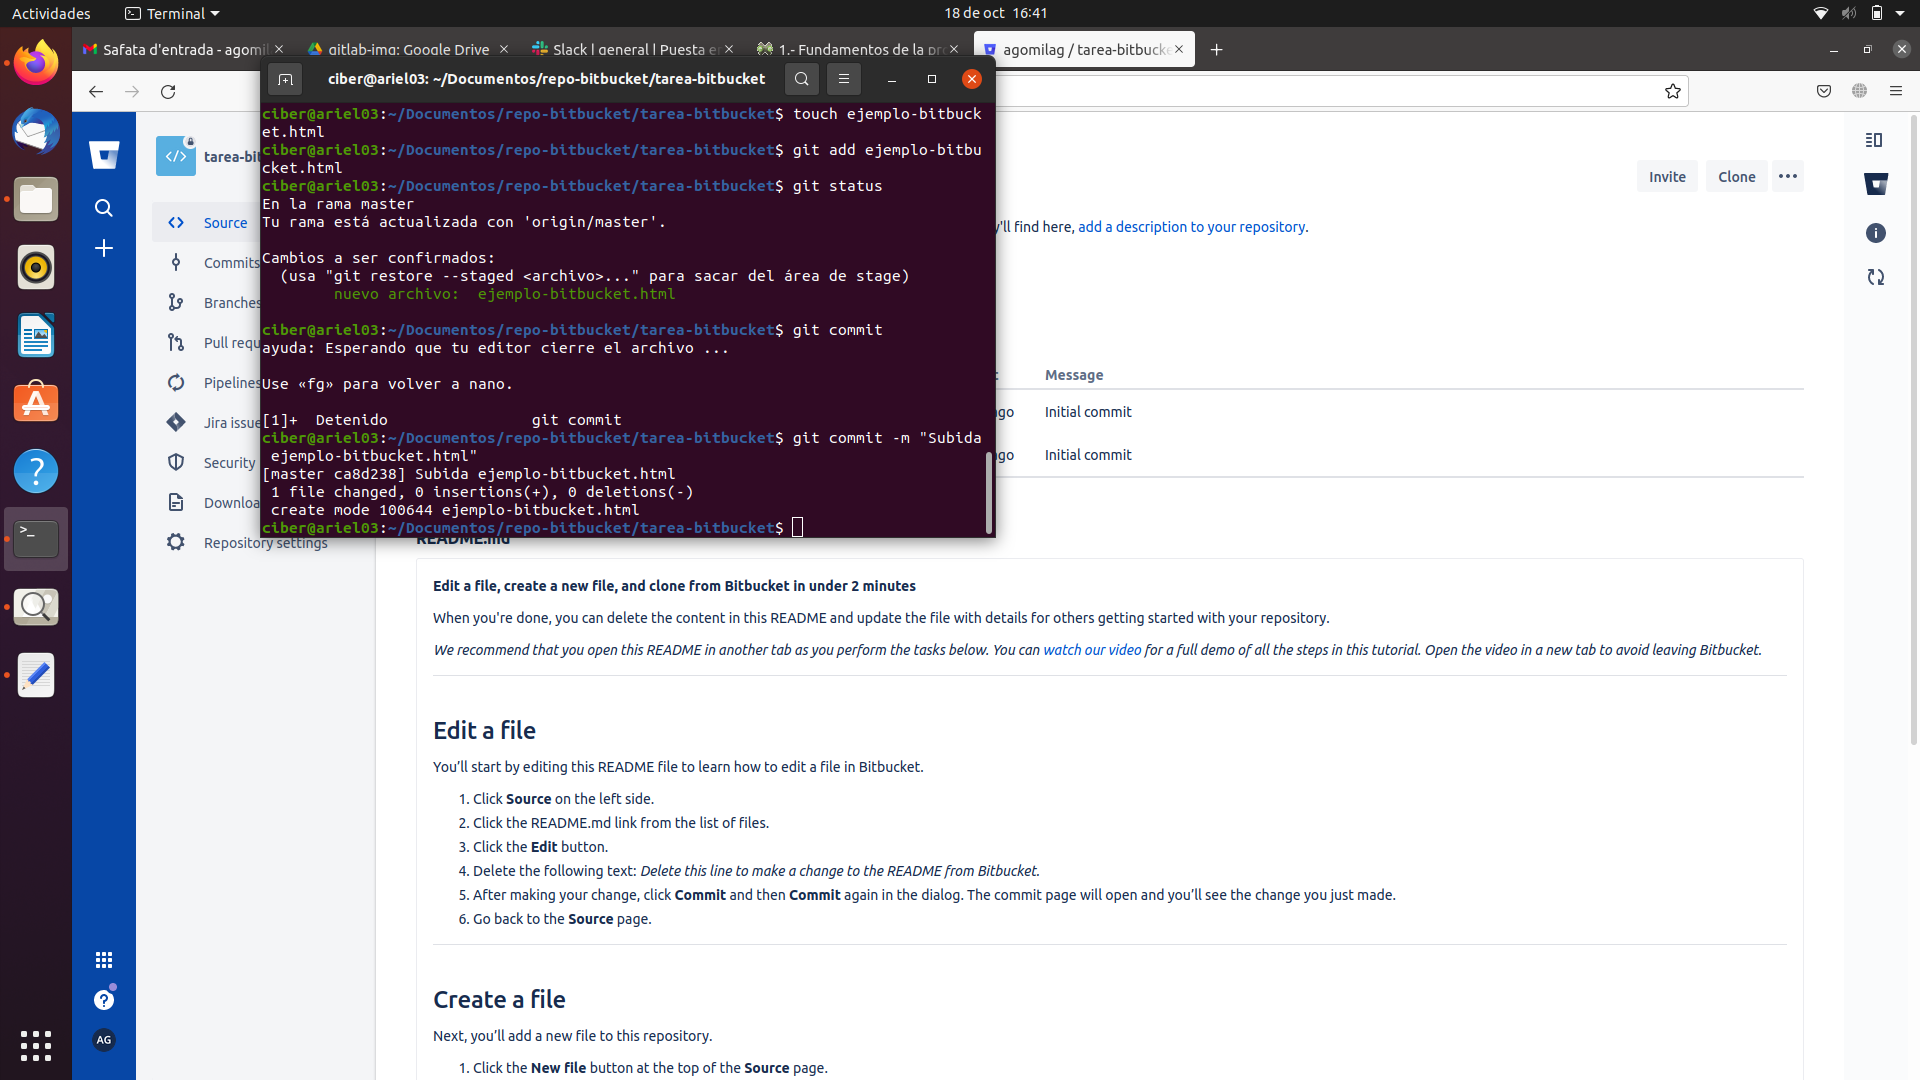 Actividades
Terminal
18 de oct 16:41
Safata d'entrada - agomil
gitlab-img: Google Drive
Slack | general | Puesta e
1.- Fundamentos de la pr
agomilag / tarea-bitbucke
ciber@ariel03: ~/Documentos/repo-bitbucket/tarea-bitbucket
ciber@ariel03:~/Documentos/repo-bitbucket/tarea-bitbucket$ touch ejemplo-bitbuck
et.html
ciber@ariel03:~/Documentos/repo-bitbucket/tarea-bitbucket$ git add ejemplo-bitbu
cket.html
ciber@ariel03:~/Documentos/repo-bitbucket/tarea-bitbucket$ git status
En la rama master
Tu rama está actualizada con 'origin/master'.
Cambios a ser confirmados:
(usa "git restore --staged <archivo>..." para sacar del área de stage)
nuevo archivo: ejemplo-bitbucket.html
ciber@ariel03:~/Documentos/repo-bitbucket/tarea-bitbucket$ git commit
ayuda: Esperando que tu editor cierre el archivo ...
Use «fg» para volver a nano.
[1]+ Detenido git commit
ciber@ariel03:~/Documentos/repo-bitbucket/tarea-bitbucket$ git commit -m "Subida
ejemplo-bitbucket.html"
[master ca8d238] Subida ejemplo-bitbucket.html
1 file changed, 0 insertions(+), 0 deletions(-)
create mode 100644 ejemplo-bitbucket.html
ciber@ariel03:~/Documentos/repo-bitbucket/tarea-bitbucket$
tarea-bi
Source
Commits
Branches
Pull requ
Pipelines
Jira issue
Security
Downloa
Repository settings
AG
Invite
Clone
y'll find here, add a description to your repository.
Message
go Initial commit
go Initial commit
README.md
Edit a file, create a new file, and clone from Bitbucket in under 2 minutes
When you're done, you can delete the content in this README and update the file with details for others getting started with your repository.
We recommend that you open this README in another tab as you perform the tasks below. You can watch our video for a full demo of all the steps in this tutorial. Open the video in a new tab to avoid leaving Bitbucket.
Edit a file
You'll start by editing this README file to learn how to edit a file in Bitbucket.
1. Click Source on the left side.
2. Click the README.md link from the list of files.
3. Click the Edit button.
4. Delete the following text: Delete this line to make a change to the README from Bitbucket.
5. After making your change, click Commit and then Commit again in the dialog. The commit page will open and you'll see the change you just made.
6. Go back to the Source page.
Create a file
Next, you'll add a new file to this repository.
1. Click the New file button at the top of the Source page.